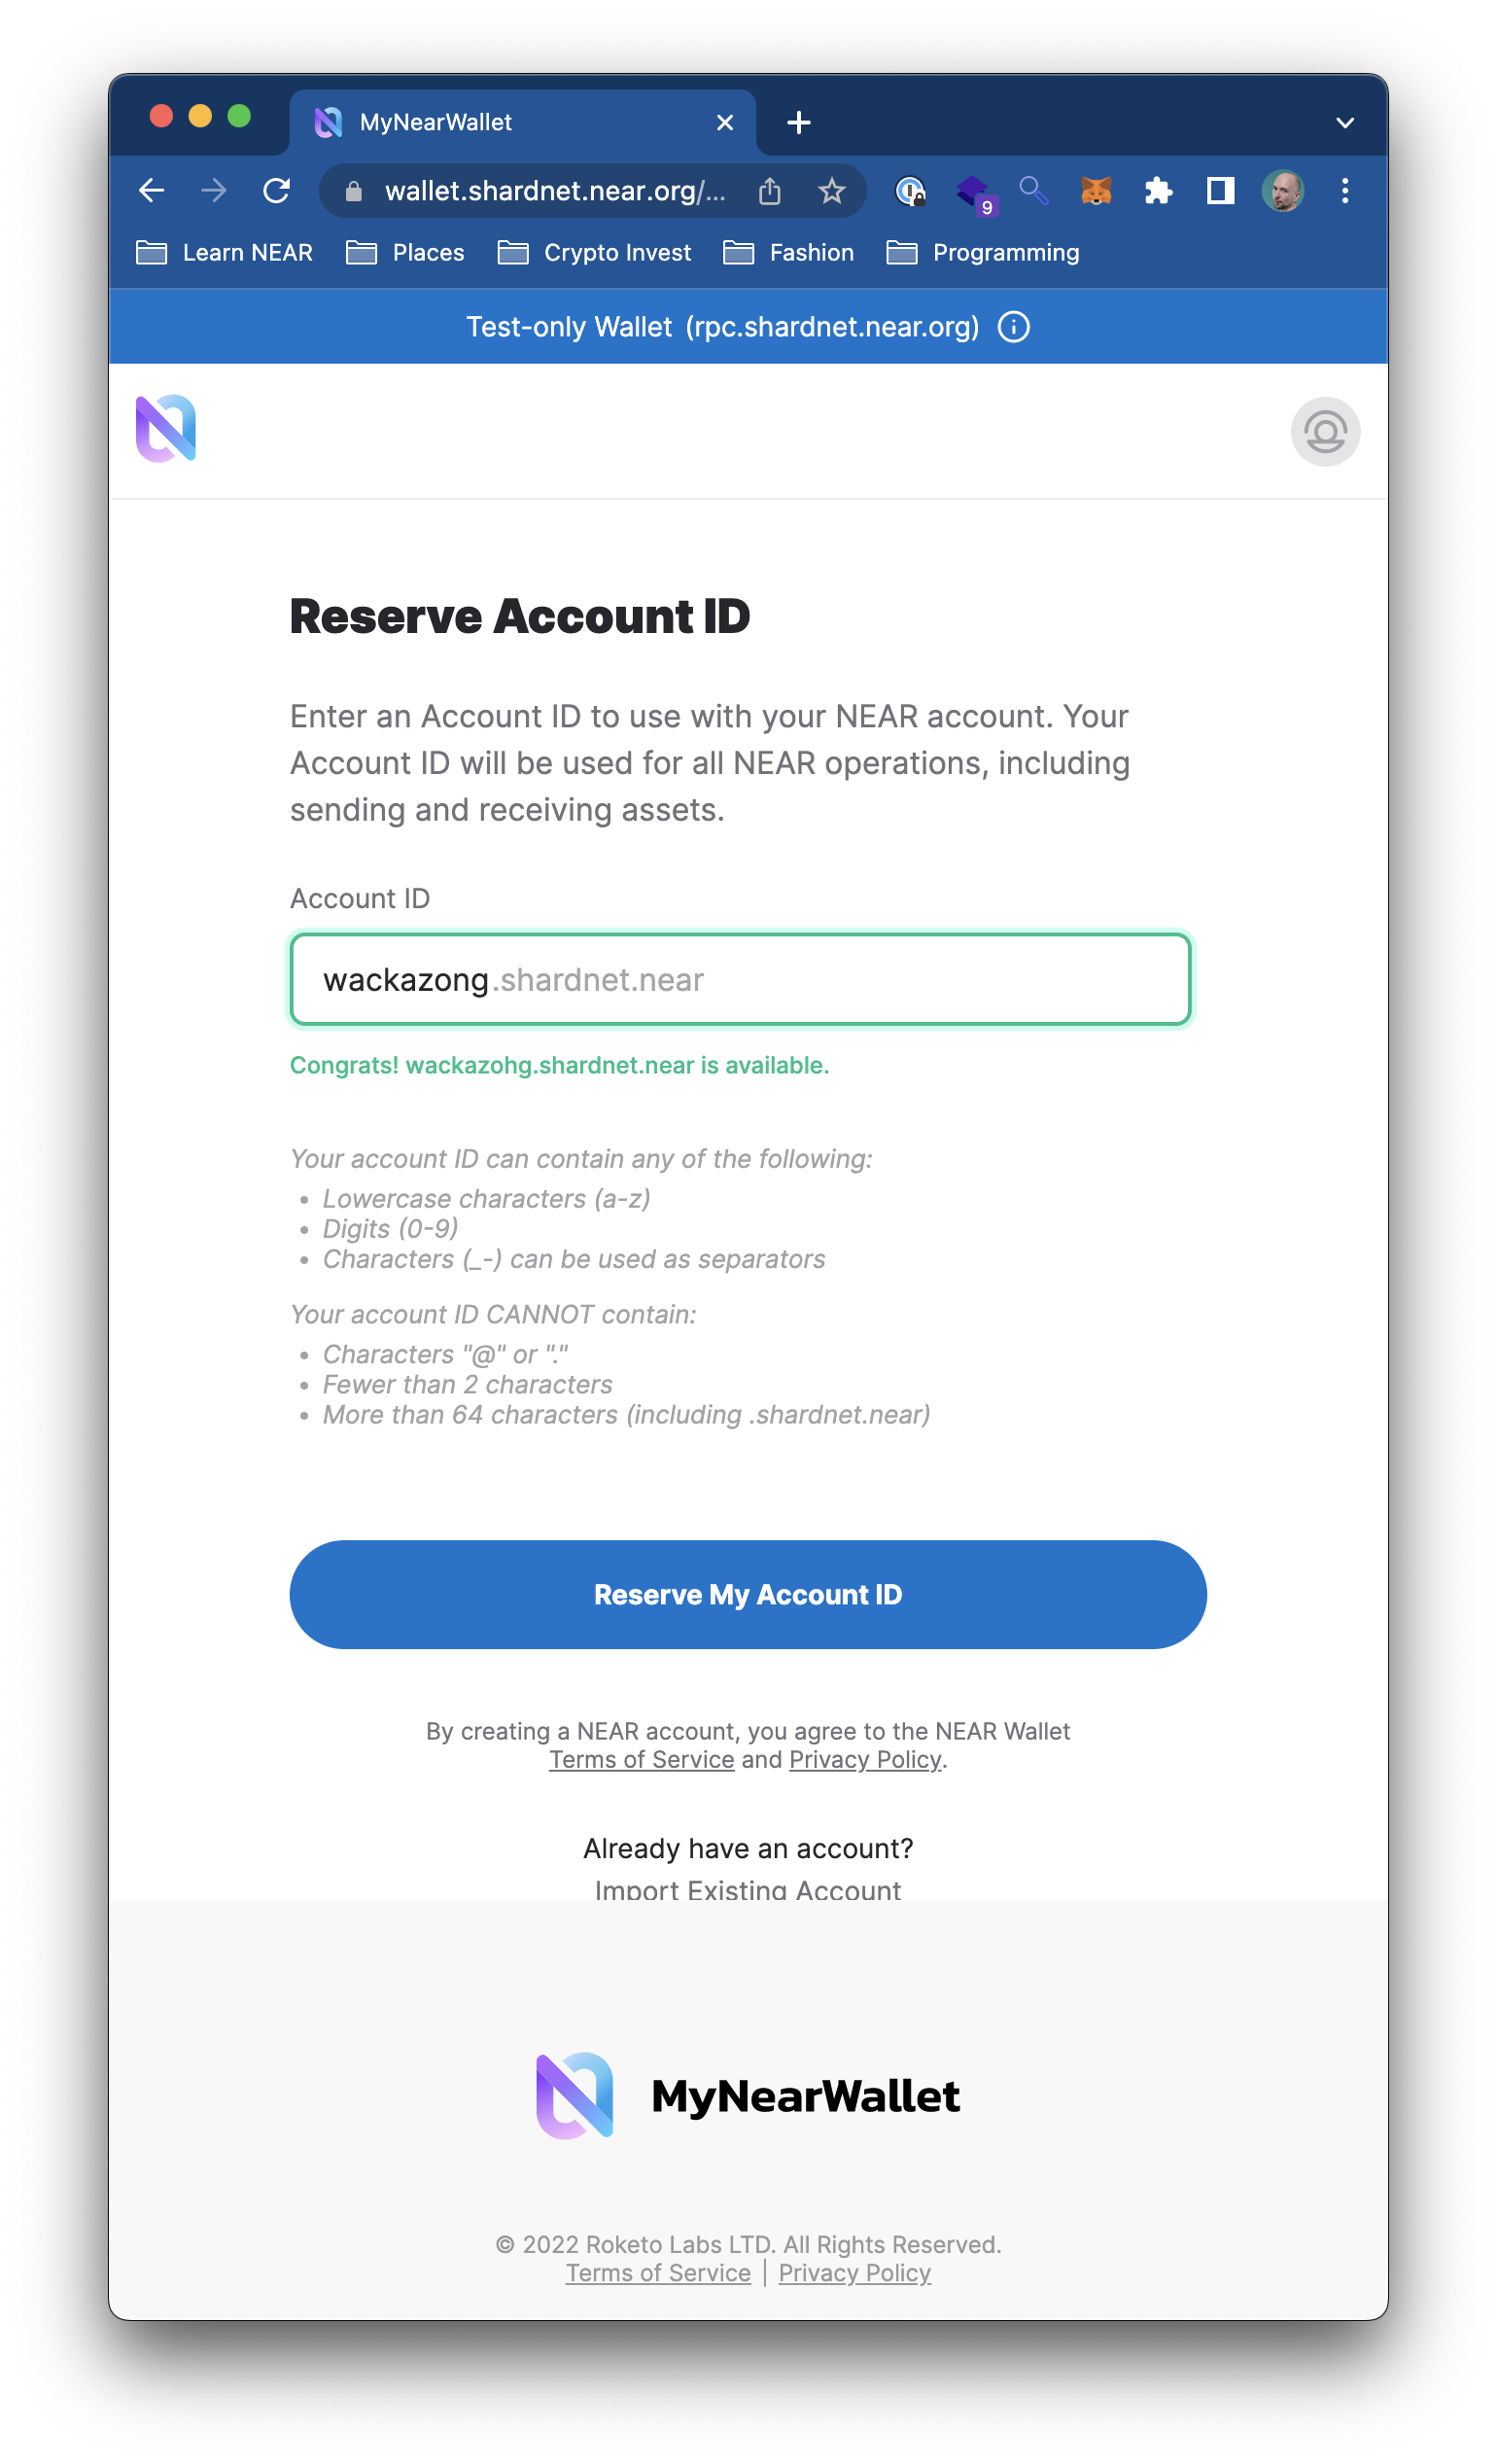 MyNearWallet
wallet.shardnet.near.org/...
9
Learn NEAR Places Crypto Invest Fashion Programming
Test-only Wallet (rpc.shardnet.near.org)
Reserve Account ID
Enter an Account ID to use with your NEAR account. Your
Account ID will be used for all NEAR operations, including
sending and receiving assets.
Account ID
wackazong.shardnet.near
Congrats! wackazohg.shardnet.near is available.
Your account ID can contain any of the following:
• Lowercase characters (a-z)
• Digits (0-9)
• Characters (_-) can be used as separators
Your account ID CANNOT contain:
• Characters "@" or "."
• Fewer than 2 characters
• More than 64 characters (including .shardnet.near)
Reserve My Account ID
By creating a NEAR account, you agree to the NEAR Wallet
Terms of Service and Privacy Policy.
Already have an account?
Import Existing Account
MyNearWallet
© 2022 Roketo Labs LTD. All Rights Reserved.
Terms of Service | Privacy Policy